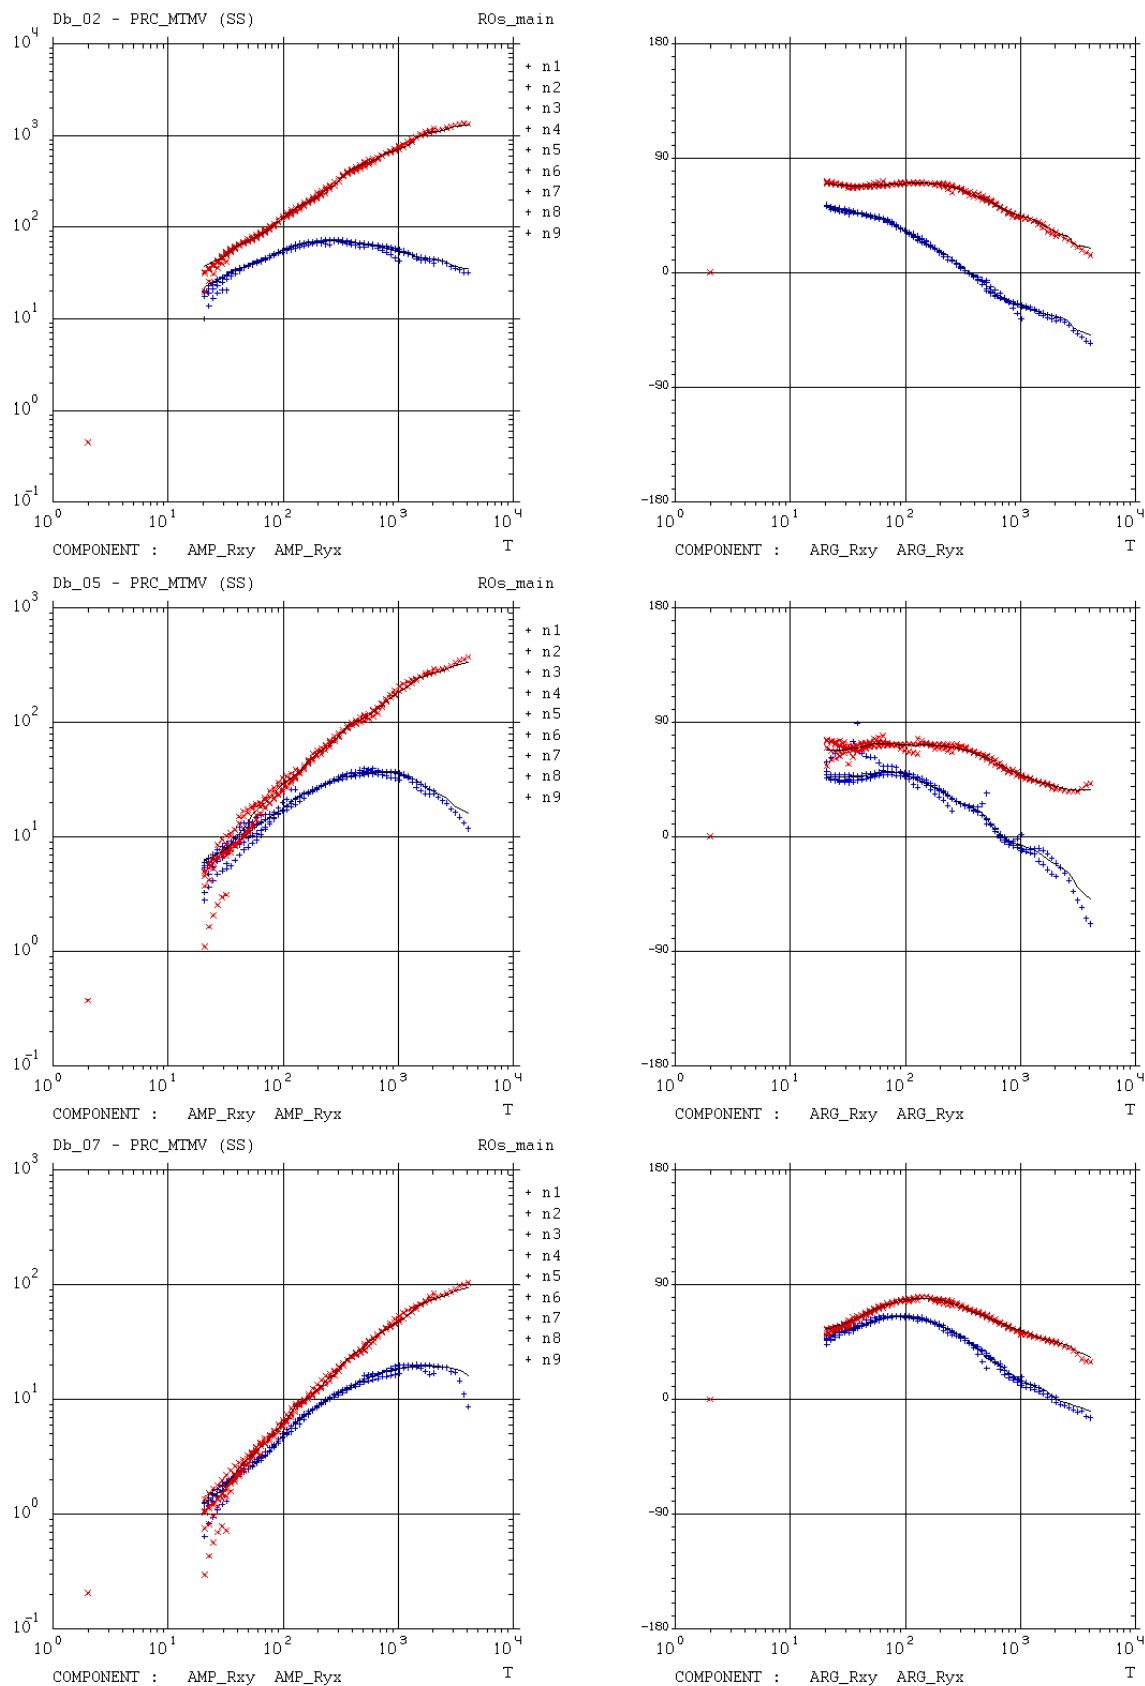 Db_02 - PRC_MTMV (SS) ROs_main
10^4 180
+ n1
+ n2
+ n3
10^3 + n4 90
+ n5
+ n6
+ n7
10^2 + n8
+ n9
0
10^1
10^0 -90
10^-1 -180
10^0 10^1 10^2 10^3 10^4 10^0 10^1 10^2 10^3 10^4
COMPONENT : AMP_Rxy AMP_Ryx T COMPONENT : ARG_Rxy ARG_Ryx T
Db_05 - PRC_MTMV (SS) ROs_main
10^3 180
+ n1
+ n2
+ n3
+ n4
10^2 + n5 90
+ n6
+ n7
+ n8
+ n9
10^1 0
10^0 -90
10^-1 -180
10^0 10^1 10^2 10^3 10^4 10^0 10^1 10^2 10^3 10^4
COMPONENT : AMP_Rxy AMP_Ryx T COMPONENT : ARG_Rxy ARG_Ryx T
Db_07 - PRC_MTMV (SS) ROs_main
10^3 180
+ n1
+ n2
+ n3
+ n4
10^2 + n5 90
+ n6
+ n7
+ n8
+ n9
10^1 0
10^0 -90
10^-1 -180
10^0 10^1 10^2 10^3 10^4 10^0 10^1 10^2 10^3 10^4
COMPONENT : AMP_Rxy AMP_Ryx T COMPONENT : ARG_Rxy ARG_Ryx T